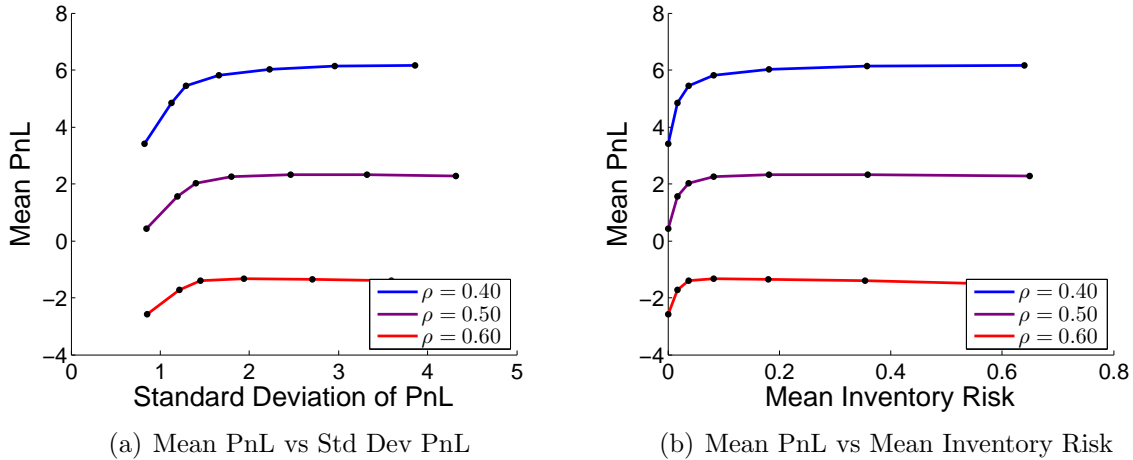 8
6
4
2
0
−2
−4
Mean PnL
0 1 2 3 4 5
Standard Deviation of PnL
ρ = 0.40
ρ = 0.50
ρ = 0.60
(a) Mean PnL vs Std Dev PnL
8
6
4
2
0
−2
−4
Mean PnL
0 0.2 0.4 0.6 0.8
Mean Inventory Risk
ρ = 0.40
ρ = 0.50
ρ = 0.60
(b) Mean PnL vs Mean Inventory Risk